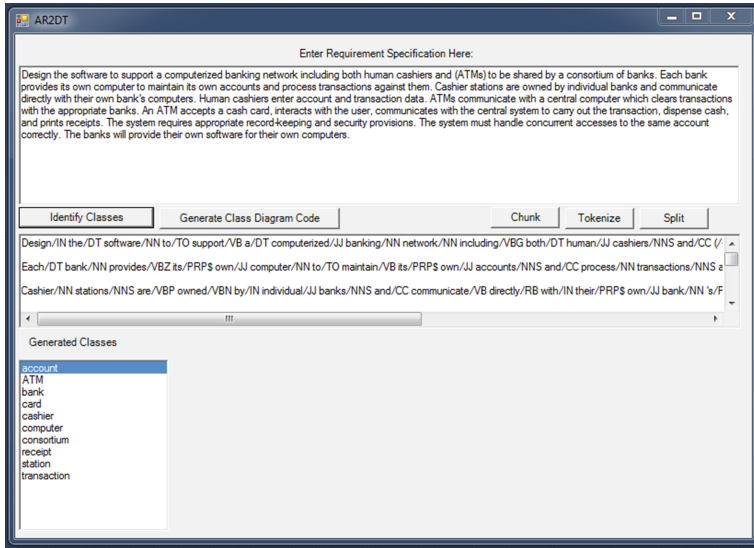 AR2DT
Enter Requirement Specification Here:
Design the software to support a computerized banking network including both human cashiers and (ATMs) to be shared by a consortium of banks. Each bank
provides its own computer to maintain its own accounts and process transactions against them. Cashier stations are owned by individual banks and communicate
directly with their own bank's computers. Human cashiers enter account and transaction data. ATMs communicate with a central computer which clears transactions
with the appropriate banks. An ATM accepts a cash card, interacts with the user, communicates with the central system to carry out the transaction, dispense cash,
and prints receipts. The system requires appropriate record-keeping and security provisions. The system must handle concurrent accesses to the same account
correctly. The banks will provide their own software for their own computers.
Identify Classes Generate Class Diagram Code Chunk Tokenize Split
Design/IN the/DT software/NN to/TO support/VB a/DT computerized/JJ banking/NN network/NN including/VBG both/DT human/JJ cashiers/NNS and/CC (/-
Each/DT bank/NN provides/VBZ its/PRP$ own/JJ computer/NN to/TO maintain/VB its/PRP$ own/JJ accounts/NNS and/CC process/NN transactions/NNS a
Cashier/NN stations/NNS are/VBP owned/VBN by/IN individual/JJ banks/NNS and/CC communicate/VB directly/RB with/IN their/PRP$ own/JJ bank/NN 's/F
Generated Classes
account
ATM
bank
card
cashier
computer
consortium
receipt
station
transaction